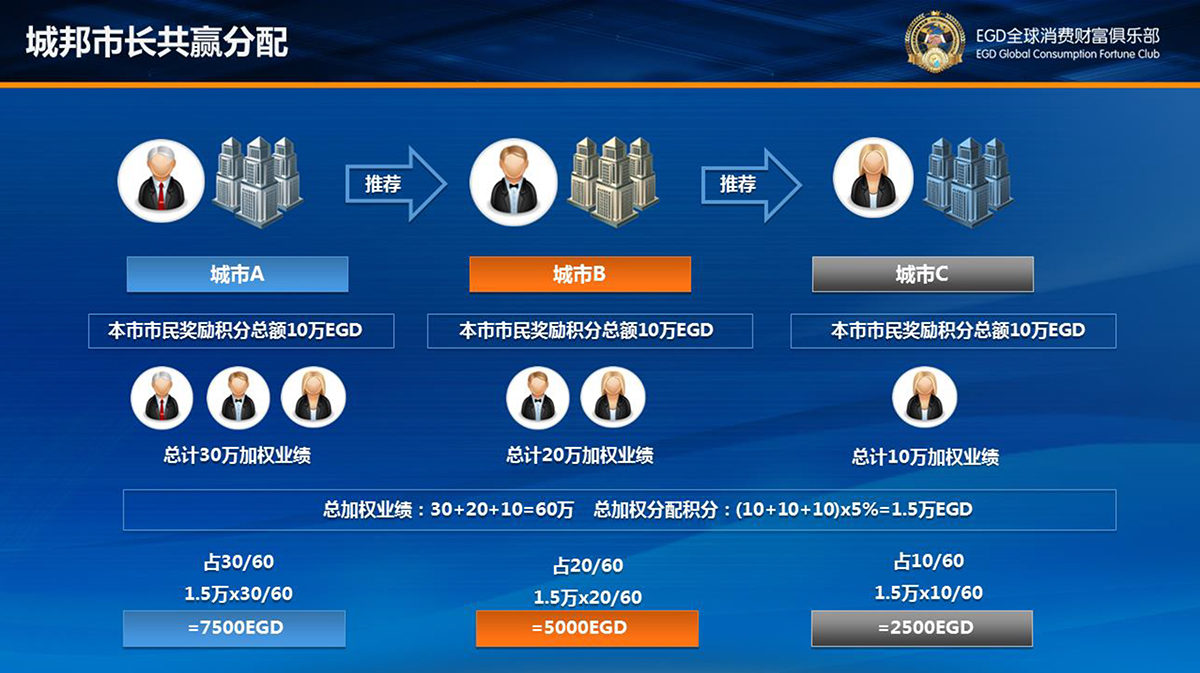 城邦市长共赢分配
EGD全球消费财富俱乐部
EGD Global Consumption Fortune Club
推荐
推荐
城市A
城市B
城市C
本市市民奖励积分总额10万EGD
本市市民奖励积分总额10万EGD
本市市民奖励积分总额10万EGD
总计30万加权业绩
总计20万加权业绩
总计10万加权业绩
总加权业绩：30+20+10=60万 总加权分配积分：(10+10+10)x5%=1.5万EGD
占30/60
占20/60
占10/60
1.5万x30/60
1.5万x20/60
1.5万x10/60
=7500EGD
=5000EGD
=2500EGD